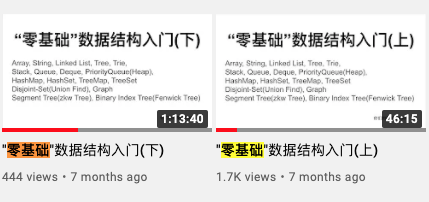 “零基础”数据结构入门(下)
Array, String, Linked List, Tree, Trie,
Stack, Queue, Deque, PriorityQueue(Heap),
HashMap, HashSet, TreeMap, TreeSet
Disjoint-Set(Union Find), Graph
Segment Tree(zkw Tree), Binary Index Tree(Fenwick Tree)
1:13:40
"零基础"数据结构入门(下)
444 views • 7 months ago
“零基础”数据结构入门(上)
Array, String, Linked List, Tree, Trie,
Stack, Queue, Deque, PriorityQueue(Heap),
HashMap, HashSet, TreeMap, TreeSet
Disjoint-Set(Union Find), Graph
Segment Tree(zkw Tree), Binary Index Tree(Fenwick Tree)
46:15
"零基础"数据结构入门(上)
1.7K views • 7 months ago